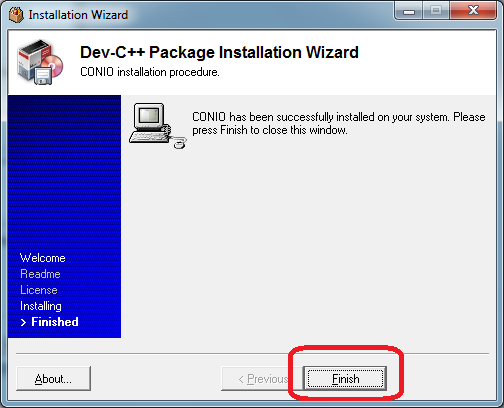 Installation Wizard
Dev-C++ Package Installation Wizard
CONIO installation procedure.
CONIO has been successfully installed on your system. Please
press Finish to close this window.
Welcome
Readme
License
Installing
> Finished
About...
< Previous
Finish